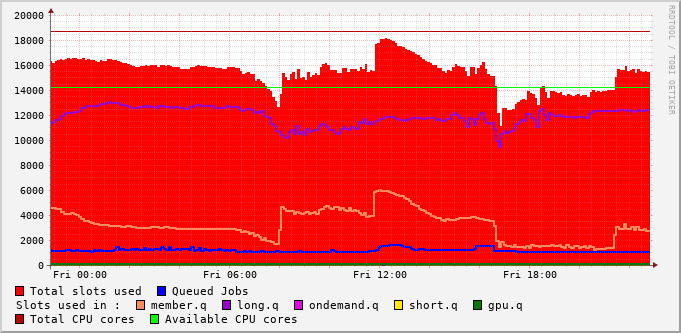 20000
18000
16000
14000
12000
10000
8000
6000
4000
2000
0
Fri 00:00 Fri 06:00 Fri 12:00 Fri 18:00
RRDTOOL / TOBI OETIKER
Total slots used Queued Jobs
Slots used in : member.q long.q ondemand.q short.q gpu.q
Total CPU cores Available CPU cores